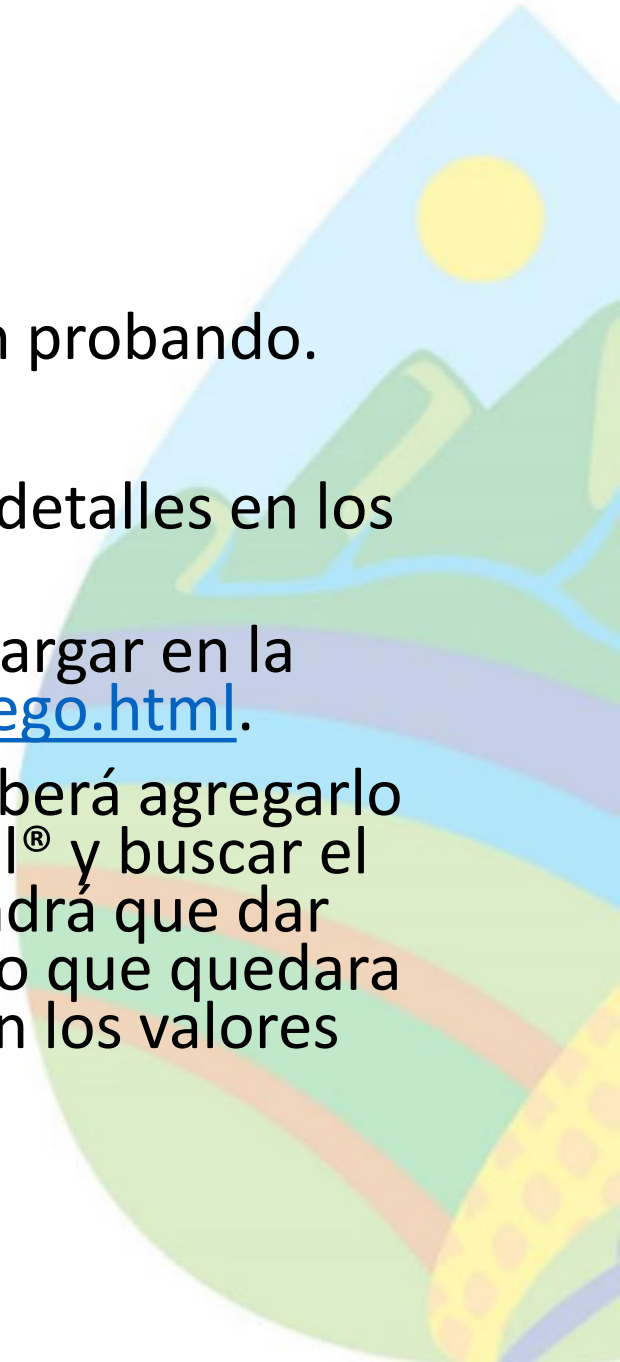 n probando.
detalles en los
argar en la
ego.html.
berá agregarlo
l® y buscar el
ndrá que dar
o que quedara
n los valores